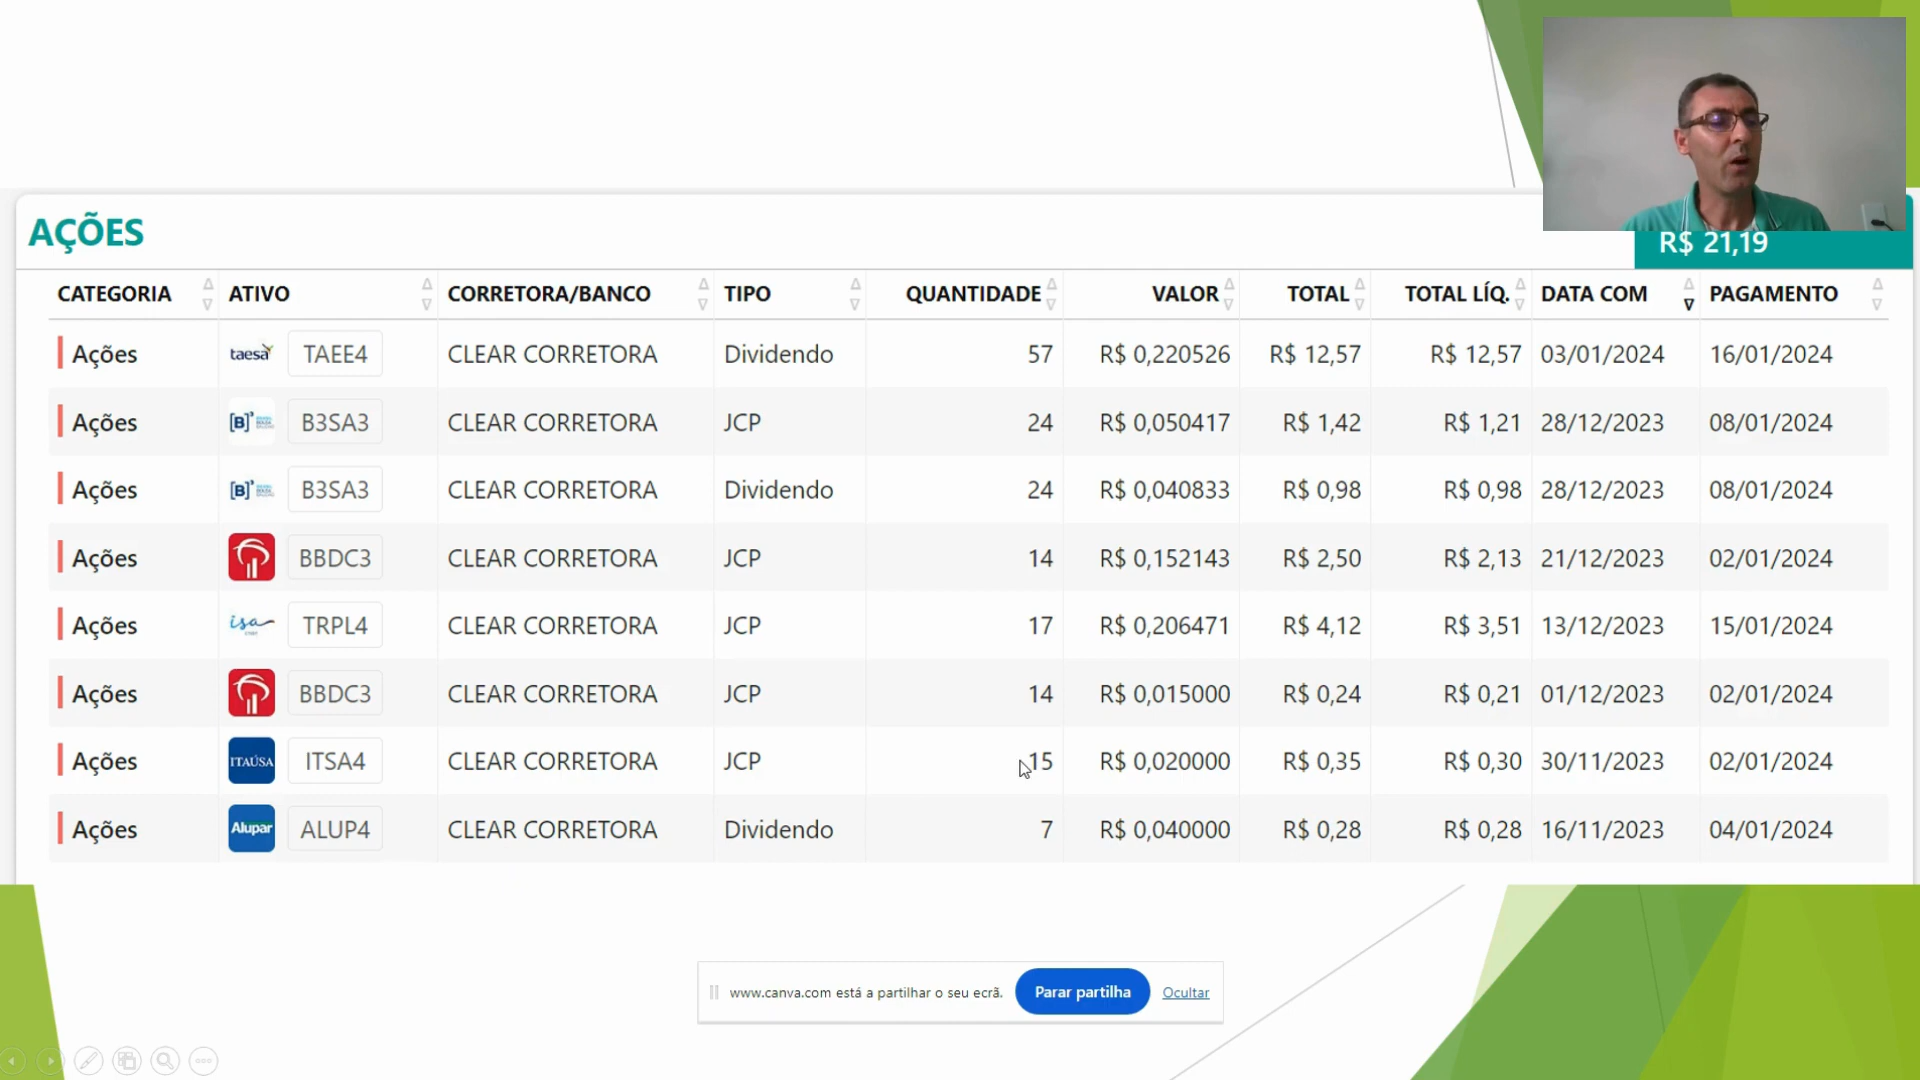 AÇÕES
R$ 21,19
CATEGORIA ATIVO CORRETORA/BANCO TIPO QUANTIDADE VALOR TOTAL TOTAL LÍQ. DATA COM PAGAMENTO
Ações taesa TAEE4 CLEAR CORRETORA Dividendo 57 R$ 0,220526 R$ 12,57 R$ 12,57 03/01/2024 16/01/2024
Ações [B]³ B3SA3 CLEAR CORRETORA JCP 24 R$ 0,050417 R$ 1,42 R$ 1,21 28/12/2023 08/01/2024
Ações [B]³ B3SA3 CLEAR CORRETORA Dividendo 24 R$ 0,040833 R$ 0,98 R$ 0,98 28/12/2023 08/01/2024
Ações BBDC3 CLEAR CORRETORA JCP 14 R$ 0,152143 R$ 2,50 R$ 2,13 21/12/2023 02/01/2024
Ações isa TRPL4 CLEAR CORRETORA JCP 17 R$ 0,206471 R$ 4,12 R$ 3,51 13/12/2023 15/01/2024
Ações BBDC3 CLEAR CORRETORA JCP 14 R$ 0,015000 R$ 0,24 R$ 0,21 01/12/2023 02/01/2024
Ações ITAÚSA ITSA4 CLEAR CORRETORA JCP 15 R$ 0,020000 R$ 0,35 R$ 0,30 30/11/2023 02/01/2024
Ações Alupar ALUP4 CLEAR CORRETORA Dividendo 7 R$ 0,040000 R$ 0,28 R$ 0,28 16/11/2023 04/01/2024
www.canva.com está a partilhar o seu ecrã. Parar partilha Ocultar